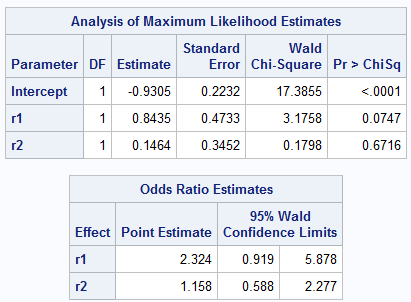 Analysis of Maximum Likelihood Estimates
Parameter DF Estimate Standard Error Wald Chi-Square Pr > ChiSq
Intercept 1 -0.9305 0.2232 17.3855 <.0001
r1 1 0.8435 0.4733 3.1758 0.0747
r2 1 0.1464 0.3452 0.1798 0.6716
Odds Ratio Estimates
Effect Point Estimate 95% Wald Confidence Limits
r1 2.324 0.919 5.878
r2 1.158 0.588 2.277